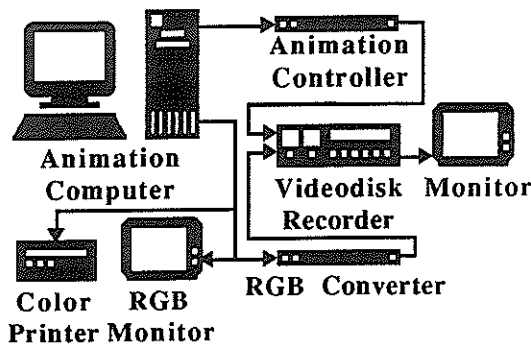 Animation
Controller
Animation
Computer
Videodisk
Recorder
Monitor
Color
Printer
RGB
Monitor
RGB Converter